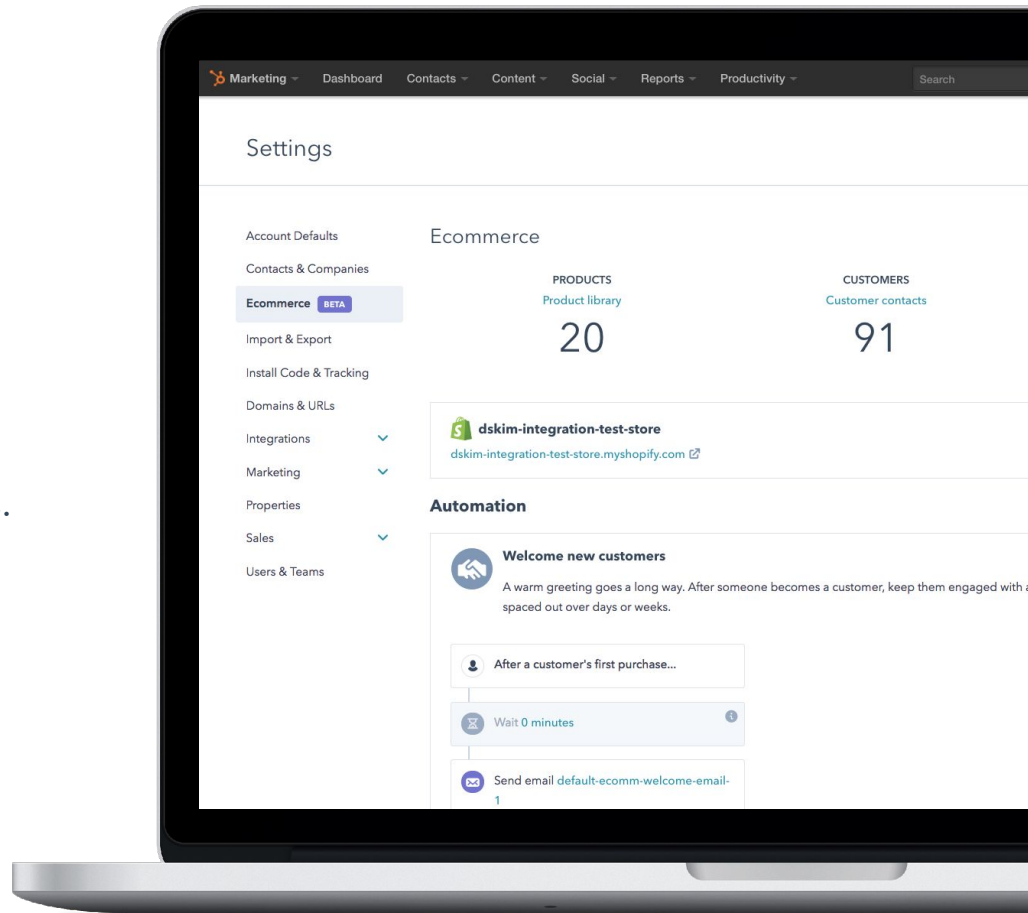 Marketing Dashboard Contacts Content Social Reports Productivity Search
Settings
Account Defaults
Contacts & Companies
Ecommerce BETA
Import & Export
Install Code & Tracking
Domains & URLs
Integrations
Marketing
Properties
Sales
Users & Teams
Ecommerce
PRODUCTS
Product library
20
CUSTOMERS
Customer contacts
91
dskim-integration-test-store
dskim-integration-test-store.myshopify.com
Automation
Welcome new customers
A warm greeting goes a long way. After someone becomes a customer, keep them engaged with a
spaced out over days or weeks.
After a customer's first purchase...
Wait 0 minutes
Send email default-ecomm-welcome-email-
1
.